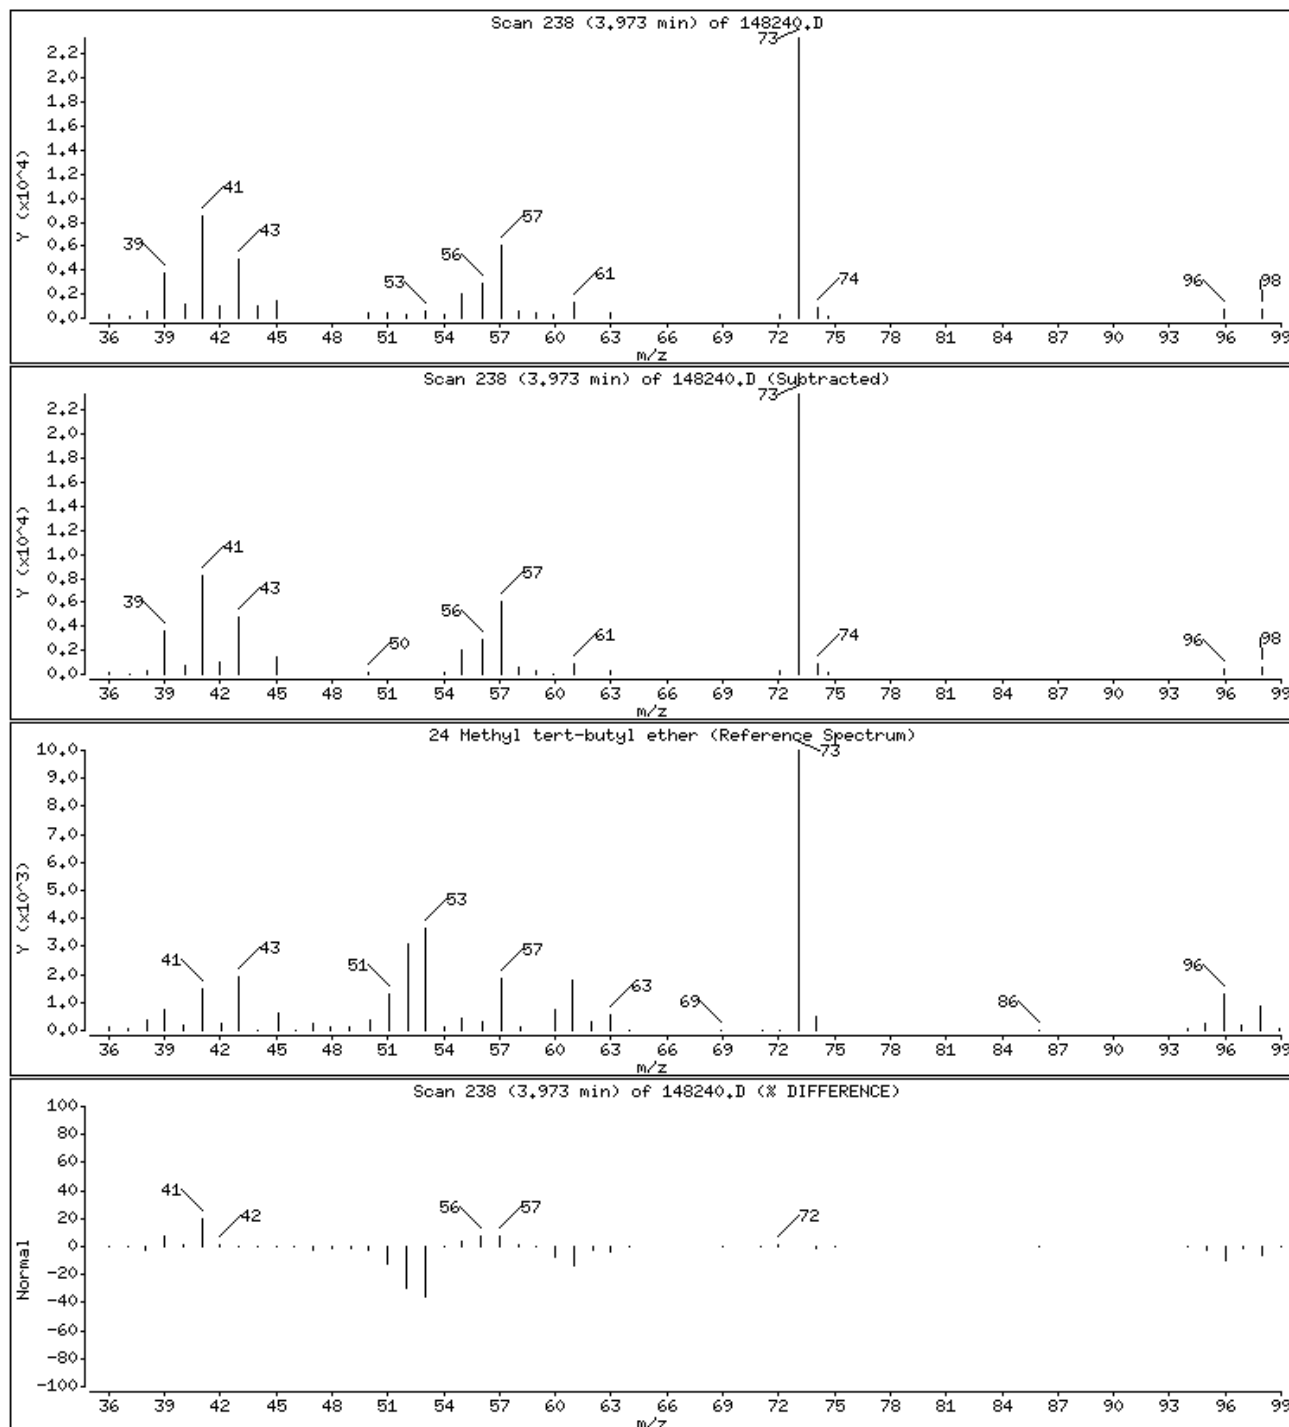 Scan 238 (3.973 min) of 148240.D
Y (x10^4)
2.2
2.0
1.8
1.6
1.4
1.2
1.0
0.8
0.6
0.4
0.2
0.0
39 41 43 53 56 57 61 73 74 96 98
36 39 42 45 48 51 54 57 60 63 66 69 72 75 78 81 84 87 90 93 96 99
m/z
Scan 238 (3.973 min) of 148240.D (Subtracted)
Y (x10^4)
2.2
2.0
1.8
1.6
1.4
1.2
1.0
0.8
0.6
0.4
0.2
0.0
39 41 43 50 56 57 61 73 74 96 98
36 39 42 45 48 51 54 57 60 63 66 69 72 75 78 81 84 87 90 93 96 99
m/z
24 Methyl tert-butyl ether (Reference Spectrum)
Y (x10^3)
10.0
9.0
8.0
7.0
6.0
5.0
4.0
3.0
2.0
1.0
0.0
41 43 51 53 57 63 69 73 86 96
36 39 42 45 48 51 54 57 60 63 66 69 72 75 78 81 84 87 90 93 96 99
m/z
Scan 238 (3.973 min) of 148240.D (% DIFFERENCE)
Normal
100
80
60
40
20
0
-20
-40
-60
-80
-100
41 42 56 57 72
36 39 42 45 48 51 54 57 60 63 66 69 72 75 78 81 84 87 90 93 96 99
m/z